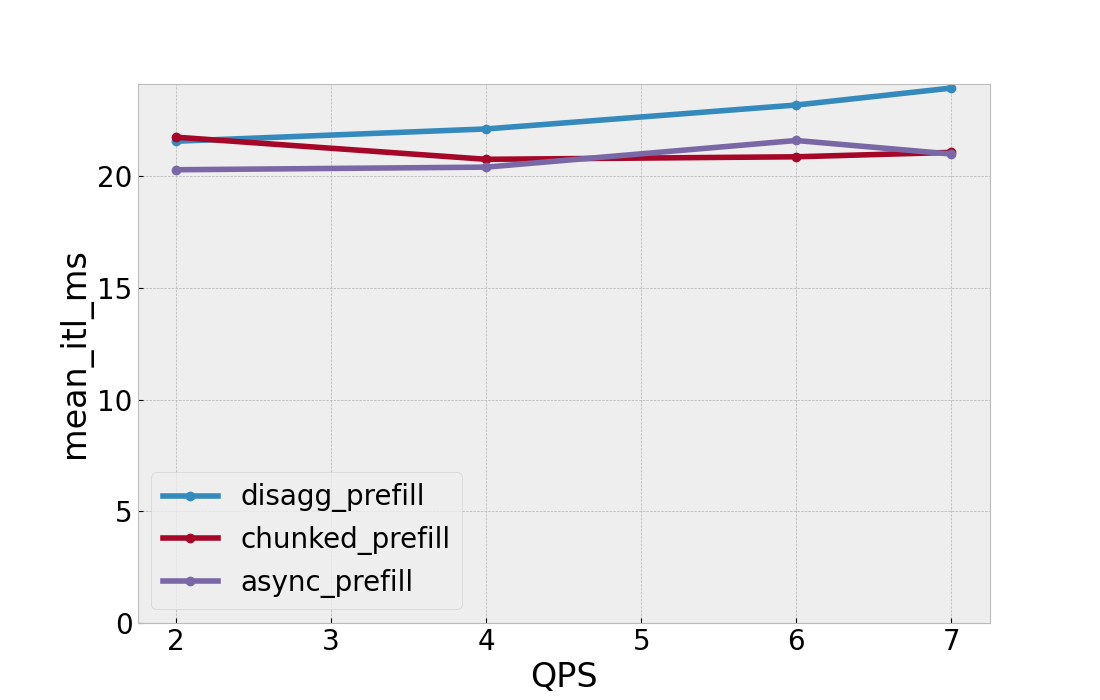 mean_itl_ms
20
15
10
5
0
disagg_prefill
chunked_prefill
async_prefill
2 3 4 5 6 7
QPS